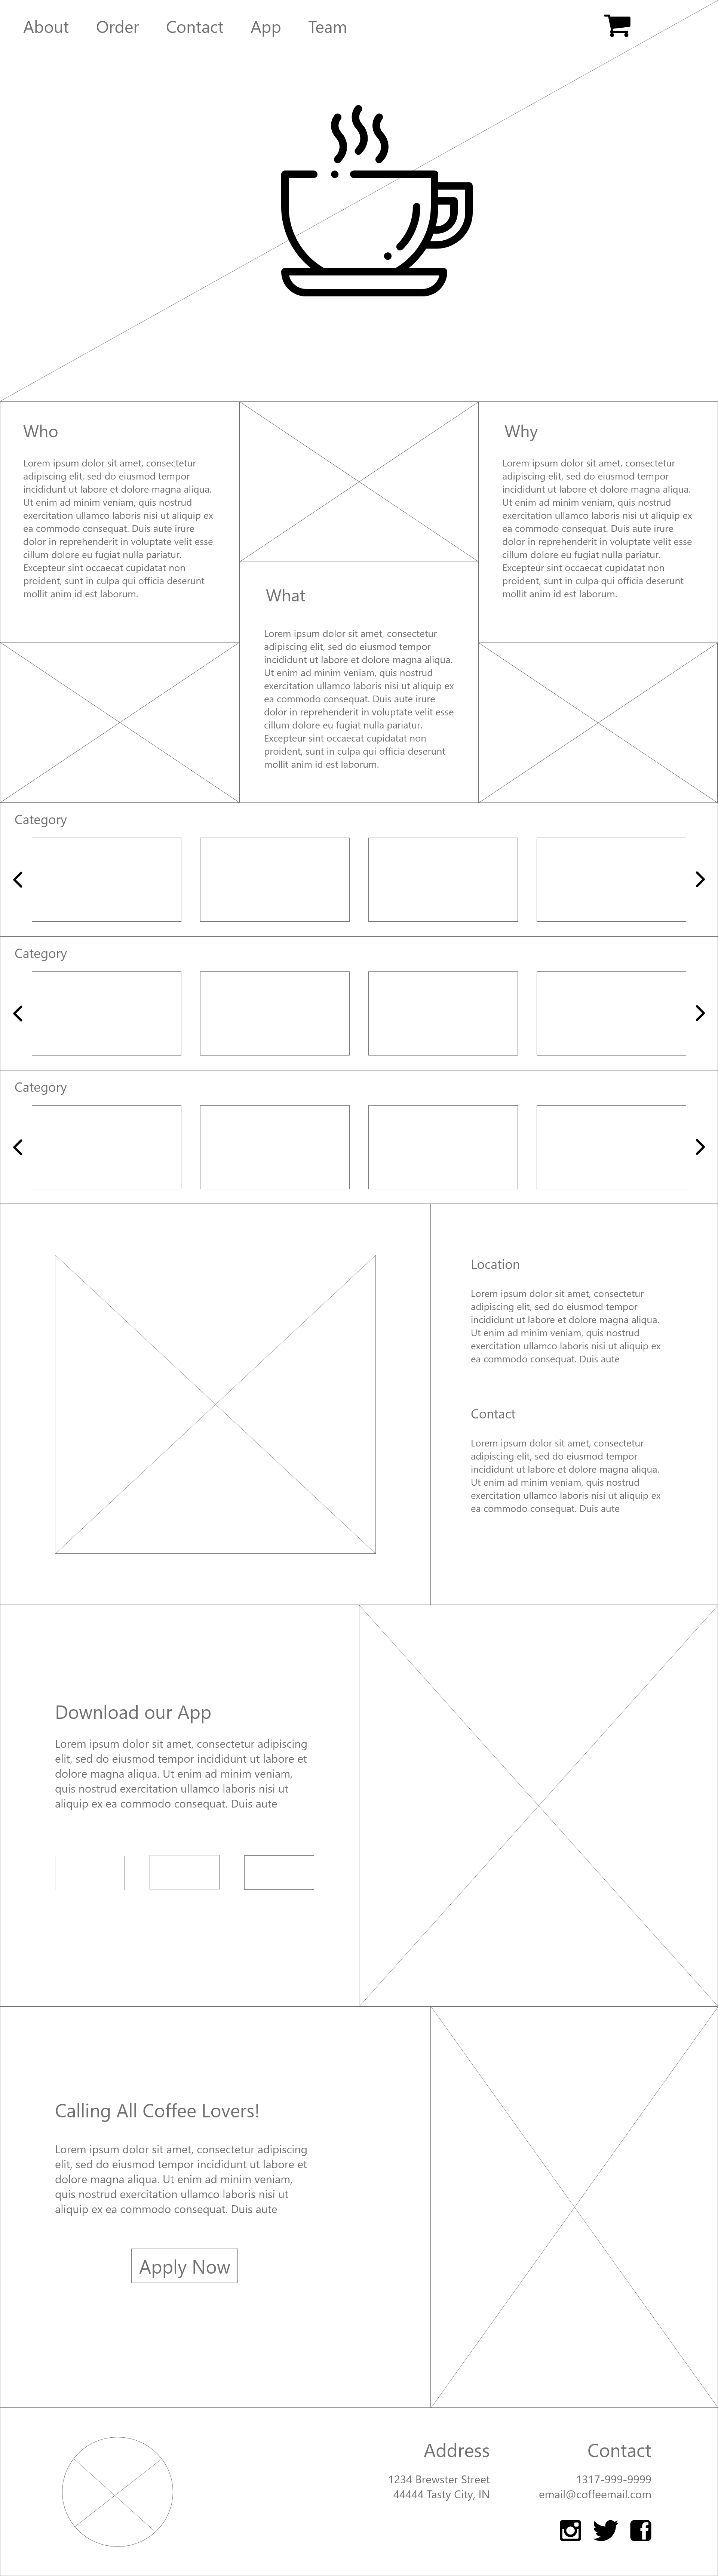 About Order Contact App Team
Who
Lorem ipsum dolor sit amet, consectetur
adipiscing elit, sed do eiusmod tempor
incididunt ut labore et dolore magna aliqua.
Ut enim ad minim veniam, quis nostrud
exercitation ullamco laboris nisi ut aliquip ex
ea commodo consequat. Duis aute irure
dolor in reprehenderit in voluptate velit esse
cillum dolore eu fugiat nulla pariatur.
Excepteur sint occaecat cupidatat non
proident, sunt in culpa qui officia deserunt
mollit anim id est laborum.
What
Lorem ipsum dolor sit amet, consectetur
adipiscing elit, sed do eiusmod tempor
incididunt ut labore et dolore magna aliqua.
Ut enim ad minim veniam, quis nostrud
exercitation ullamco laboris nisi ut aliquip ex
ea commodo consequat. Duis aute irure
dolor in reprehenderit in voluptate velit esse
cillum dolore eu fugiat nulla pariatur.
Excepteur sint occaecat cupidatat non
proident, sunt in culpa qui officia deserunt
mollit anim id est laborum.
Why
Lorem ipsum dolor sit amet, consectetur
adipiscing elit, sed do eiusmod tempor
incididunt ut labore et dolore magna aliqua.
Ut enim ad minim veniam, quis nostrud
exercitation ullamco laboris nisi ut aliquip ex
ea commodo consequat. Duis aute irure
dolor in reprehenderit in voluptate velit esse
cillum dolore eu fugiat nulla pariatur.
Excepteur sint occaecat cupidatat non
proident, sunt in culpa qui officia deserunt
mollit anim id est laborum.
Category
Category
Category
Location
Lorem ipsum dolor sit amet, consectetur
adipiscing elit, sed do eiusmod tempor
incididunt ut labore et dolore magna aliqua.
Ut enim ad minim veniam, quis nostrud
exercitation ullamco laboris nisi ut aliquip ex
ea commodo consequat. Duis aute
Contact
Lorem ipsum dolor sit amet, consectetur
adipiscing elit, sed do eiusmod tempor
incididunt ut labore et dolore magna aliqua.
Ut enim ad minim veniam, quis nostrud
exercitation ullamco laboris nisi ut aliquip ex
ea commodo consequat. Duis aute
Download our App
Lorem ipsum dolor sit amet, consectetur adipiscing
elit, sed do eiusmod tempor incididunt ut labore et
dolore magna aliqua. Ut enim ad minim veniam,
quis nostrud exercitation ullamco laboris nisi ut
aliquip ex ea commodo consequat. Duis aute
Calling All Coffee Lovers!
Lorem ipsum dolor sit amet, consectetur adipiscing
elit, sed do eiusmod tempor incididunt ut labore et
dolore magna aliqua. Ut enim ad minim veniam,
quis nostrud exercitation ullamco laboris nisi ut
aliquip ex ea commodo consequat. Duis aute
Apply Now
Address
1234 Brewster Street
44444 Tasty City, IN
Contact
1317-999-9999
email@coffeemail.com